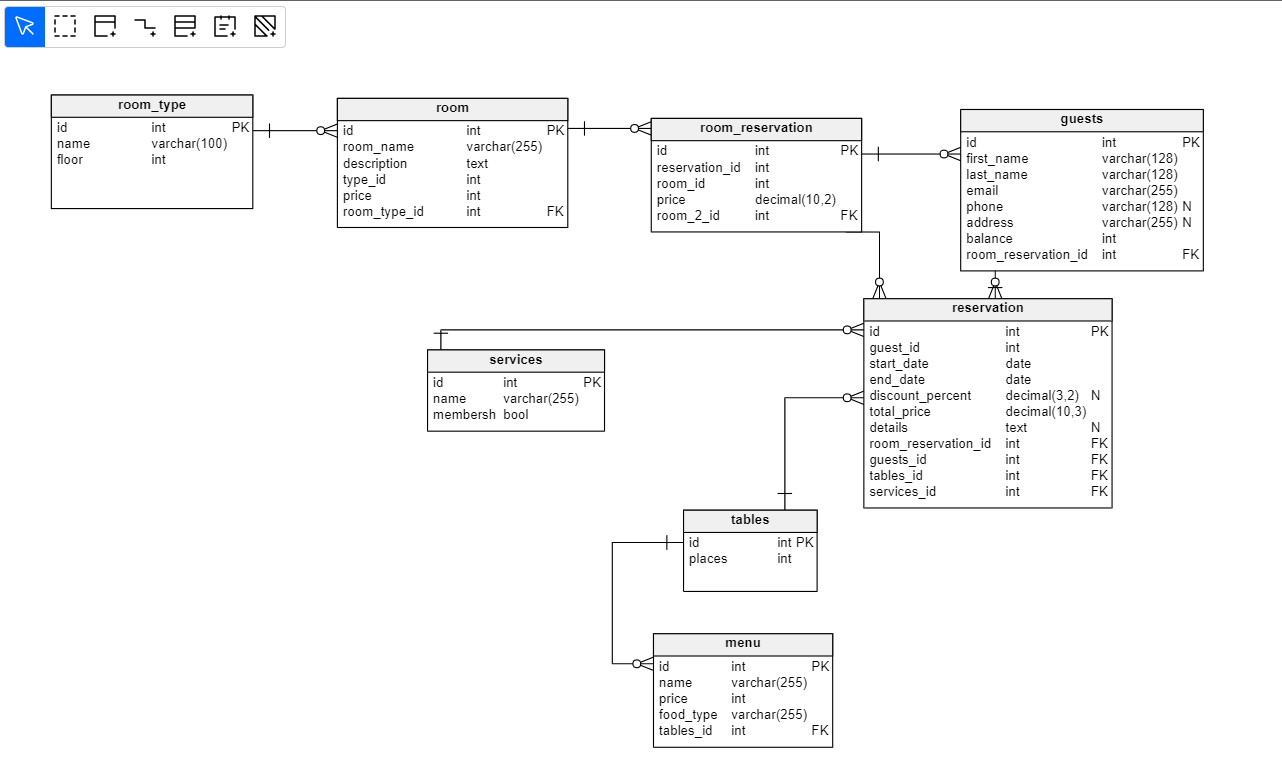 room_type
id int PK
name varchar(100)
floor int
room
id int PK
room_name varchar(255)
description text
type_id int
price int
room_type_id int FK
room_reservation
id int PK
reservation_id int
room_id int
price decimal(10,2)
room_2_id int FK
guests
id int PK
first_name varchar(128)
last_name varchar(128)
email varchar(255)
phone varchar(128) N
address varchar(255) N
balance int
room_reservation_id int FK
reservation
id int PK
guest_id int
start_date date
end_date date
discount_percent decimal(3,2) N
total_price decimal(10,3)
details text N
room_reservation_id int FK
guests_id int FK
tables_id int FK
services_id int FK
services
id int PK
name varchar(255)
membersh bool
tables
id int PK
places int
menu
id int PK
name varchar(255)
price int
food_type varchar(255)
tables_id int FK